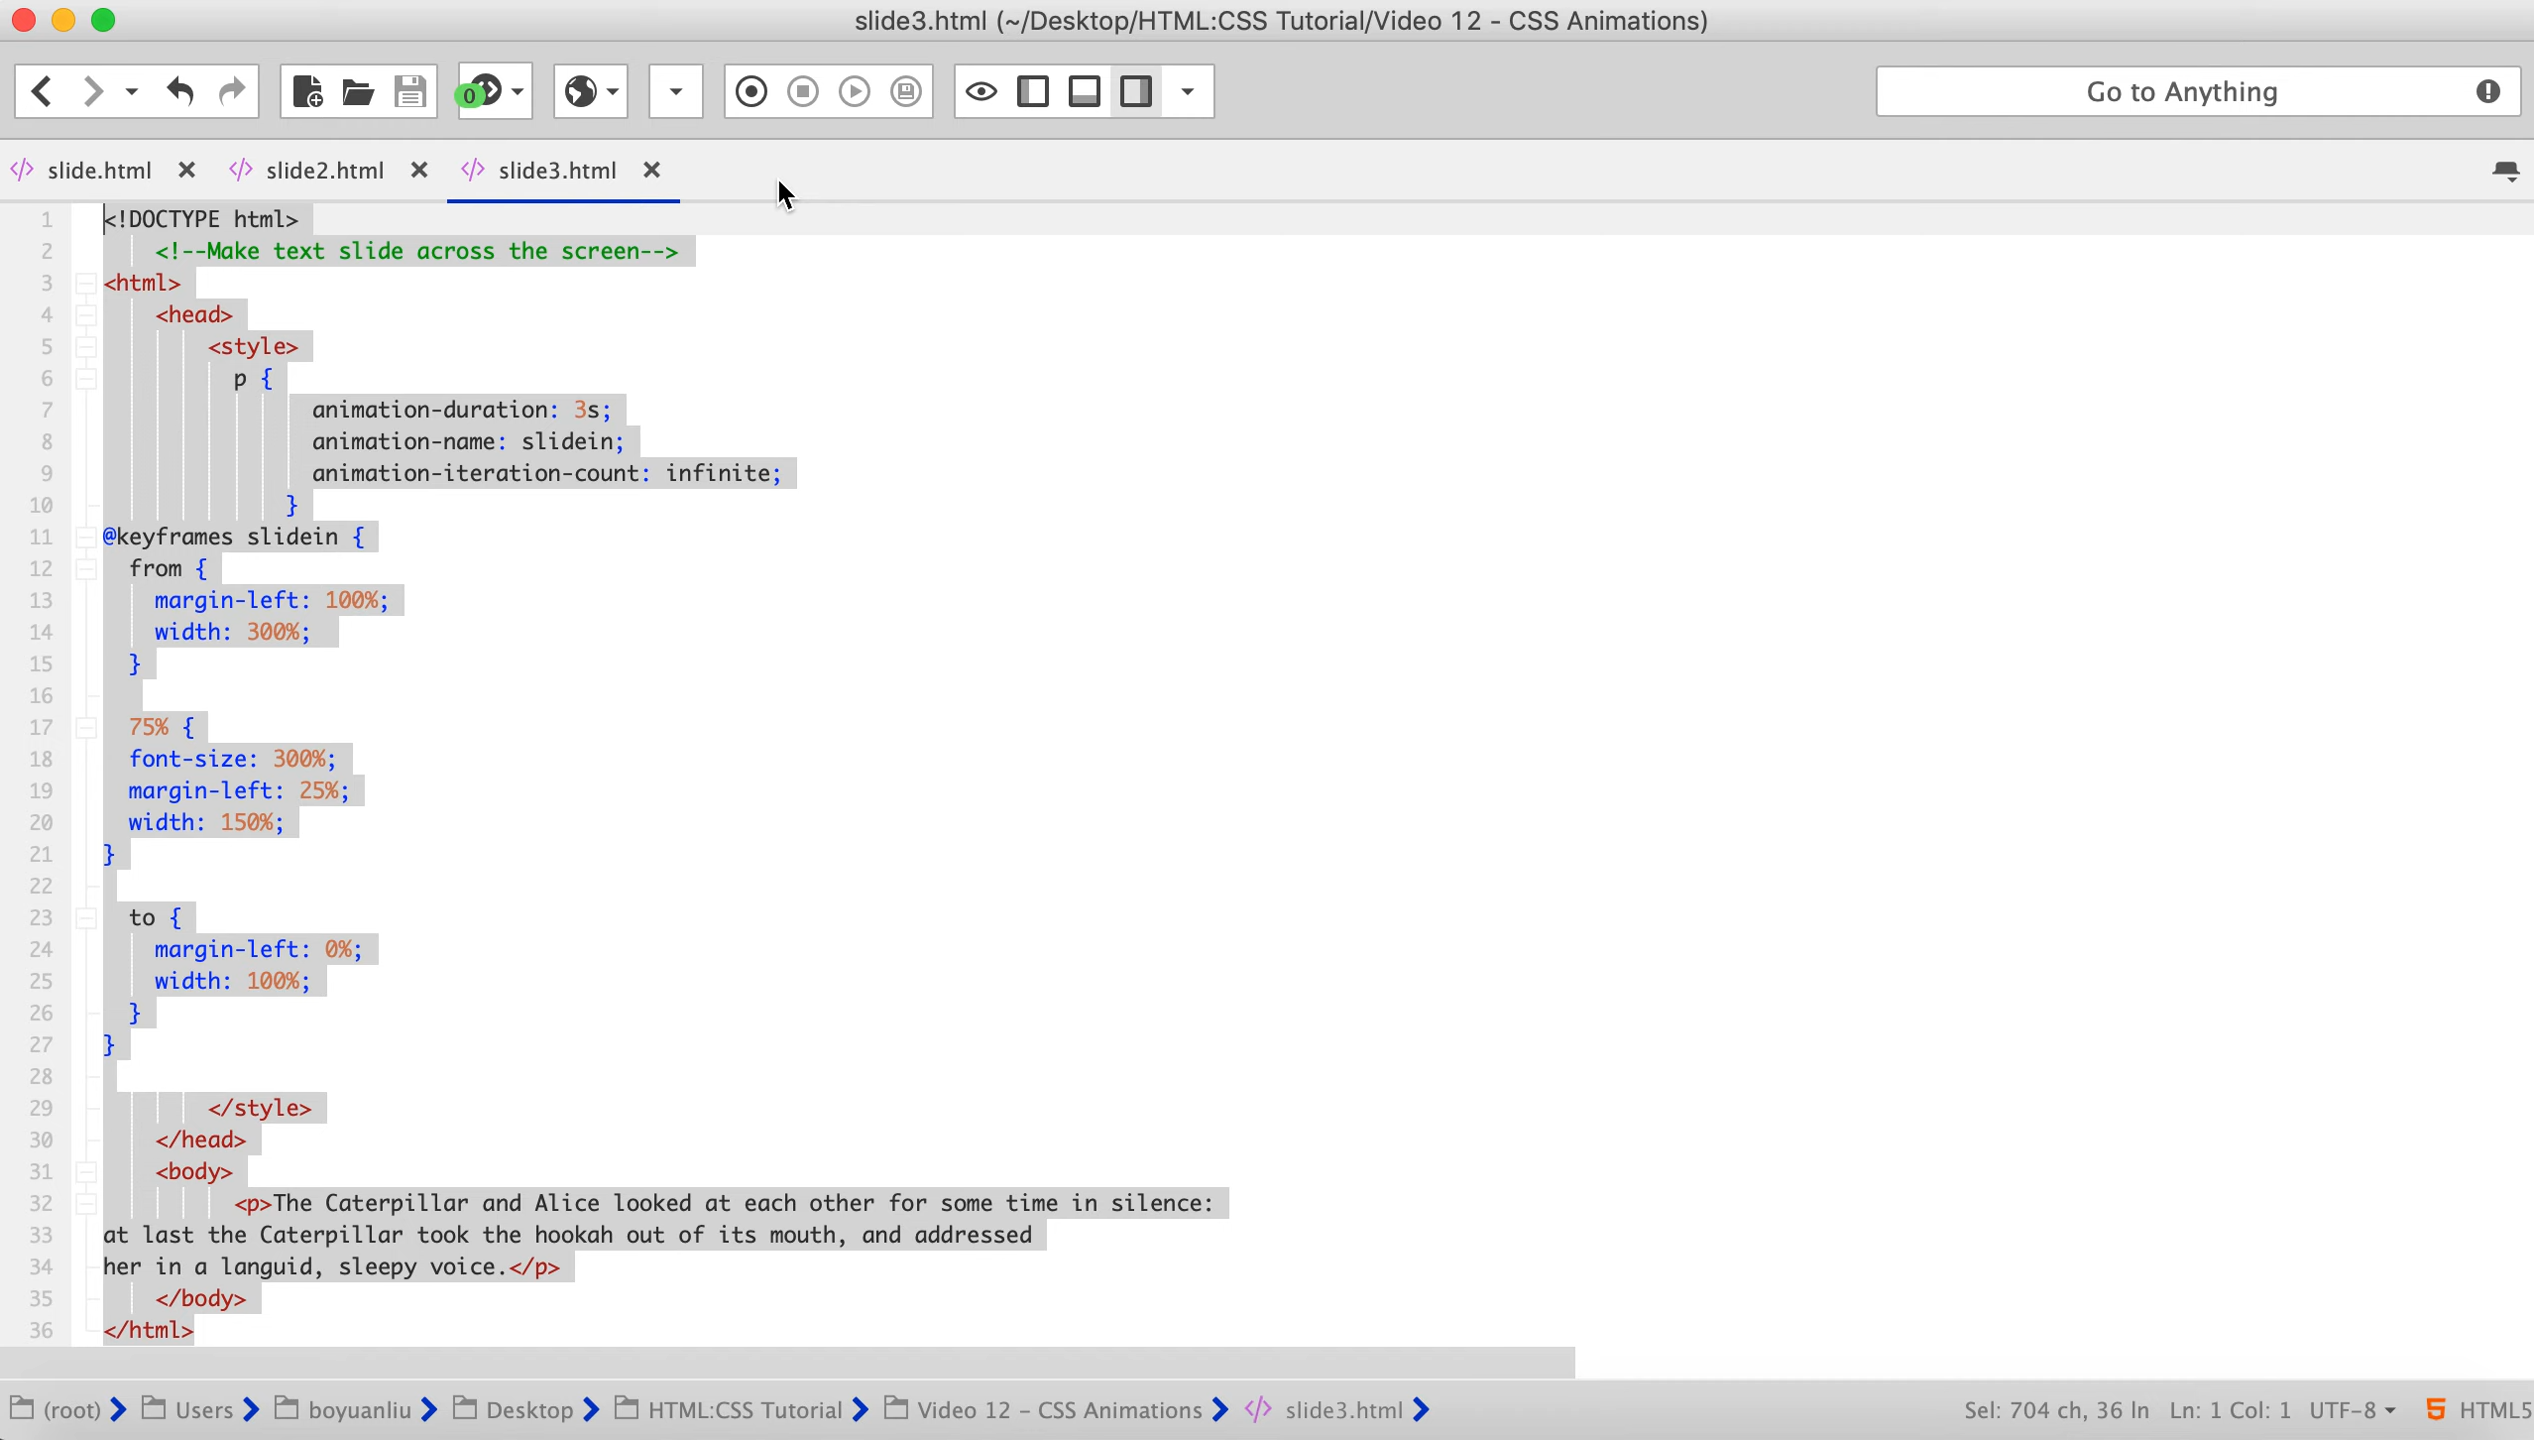 slide3.html (~/Desktop/HTML:CSS Tutorial/Video 12 - CSS Animations)
0
Go to Anything
slide.html
slide2.html
slide3.html
1 <!DOCTYPE html>
2 <!--Make text slide across the screen-->
3 <html>
4 <head>
5 <style>
6 p {
7 animation-duration: 3s;
8 animation-name: slidein;
9 animation-iteration-count: infinite;
10 }
11 @keyframes slidein {
12 from {
13 margin-left: 100%;
14 width: 300%;
15 }
16
17 75% {
18 font-size: 300%;
19 margin-left: 25%;
20 width: 150%;
21 }
22
23 to {
24 margin-left: 0%;
25 width: 100%;
26 }
27 }
28
29 </style>
30 </head>
31 <body>
32 <p>The Caterpillar and Alice looked at each other for some time in silence:
33 at last the Caterpillar took the hookah out of its mouth, and addressed
34 her in a languid, sleepy voice.</p>
35 </body>
36 </html>
(root) Users boyuanliu Desktop HTML:CSS Tutorial Video 12 - CSS Animations slide3.html Sel: 704 ch, 36 ln Ln: 1 Col: 1 UTF-8 HTML5